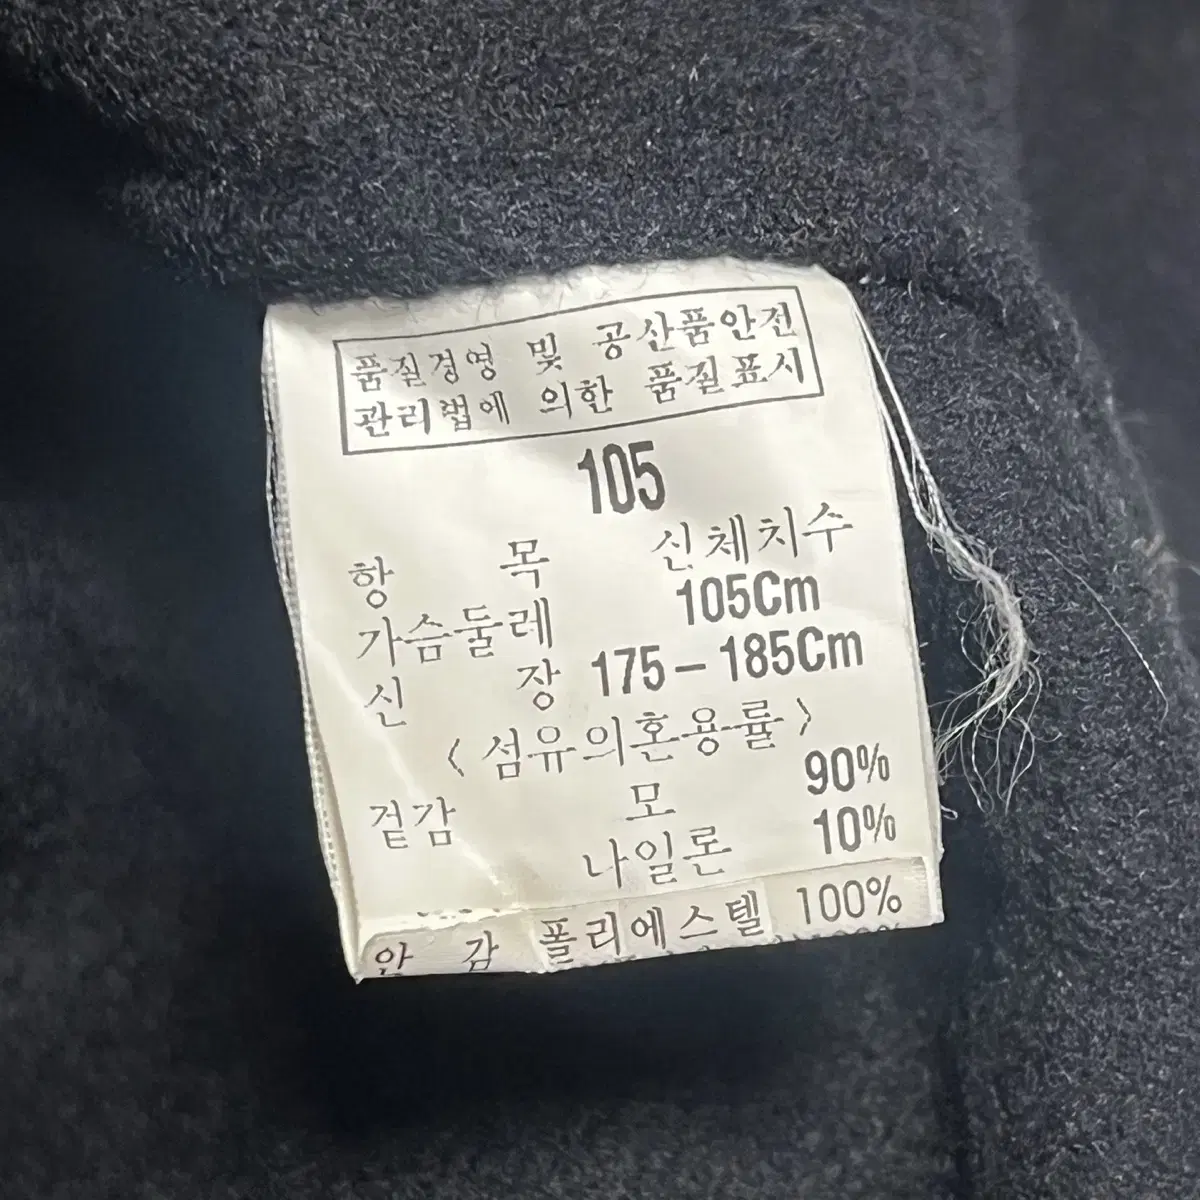 품질경영 및 공산품안전
관리법에 의한 품질표시
105
항 목 신체치수
가슴둘레 105Cm
신 장 175-185Cm
〈섬유의혼용률〉
겉감 모 90%
나일론 10%
안 감 폴리에스텔 100%